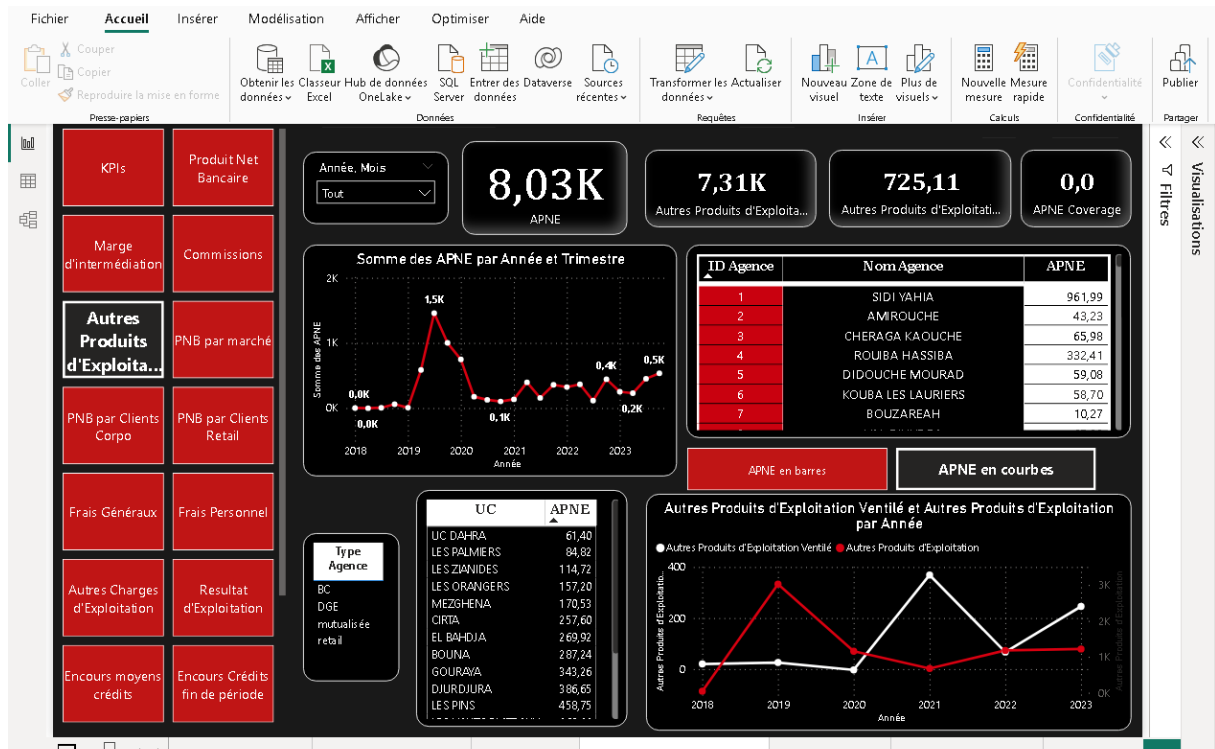 Fichier Accueil Insérer Modélisation Afficher Optimiser Aide
Coller
Couper
Copier
Reproduire la mise en forme
Presse-papiers
Obtenir les données
Classeur Excel
Hub de données OneLake
SQL Server
Entrer des données
Dataverse
Sources récentes
Données
Transformer les données
Actualiser
Requêtes
Nouveau visuel
Zone de texte
Plus de visuels
Insérer
Nouvelle mesure
Mesure rapide
Calculs
Confidentialité
Confidentialité
Publier
Partager
KPIs
Produit Net
Bancaire
Marge
d'intermédiation
Commissions
Autres
Produits
d'Exploita...
PNB par marché
PNB par Clients
Corpo
PNB par Clients
Retail
Frais Généraux
Frais Personnel
Autres Charges
d'Exploitation
Resultat
d'Exploitation
Encours moyens
crédits
Encours Crédits
fin de période
Année, Mois
Tout
8,03K
APNE
7,31K
Autres Produits d'Exploita...
725,11
Autres Produits d'Exploitati...
0,0
APNE Coverage
Filtres
Visualisations
Somme des APNE par Année et Trimestre
Somme des APNE
2K
1K
0K
0,0K
0,0K
1,5K
0,1K
0,4K
0,2K
0,5K
2018 2019 2020 2021 2022 2023
Année
ID Agence Nom Agence APNE
1 SIDI YAHIA 961,99
2 AMIROUCHE 43,23
3 CHERAGA KAOUCHE 65,98
4 ROUIBA HASSIBA 332,41
5 DIDOUCHE MOURAD 59,08
6 KOUBA LES LAURIERS 58,70
7 BOUZAREAH 10,27
APNE en barres
APNE en courbes
Type
Agence
BC
DGE
mutualisée
retail
UC APNE
UC DAHRA 61,40
LES PALMIERS 84,82
LES ZIANIDES 114,72
LES ORANGERS 157,20
MEZGHENA 170,53
CIRTA 257,60
EL BAHDJA 269,92
BOUNA 287,24
GOURAYA 343,26
DJURDJURA 386,65
LES PINS 458,75
Autres Produits d'Exploitation Ventilé et Autres Produits d'Exploitation
par Année
Autres Produits d'Exploitation Ventilé Autres Produits d'Exploitation
Autres Produits d'Exploitatio...
400
200
0
3K
2K
1K
0K
Autres Produits d'Exploitation
2018 2019 2020 2021 2022 2023
Année